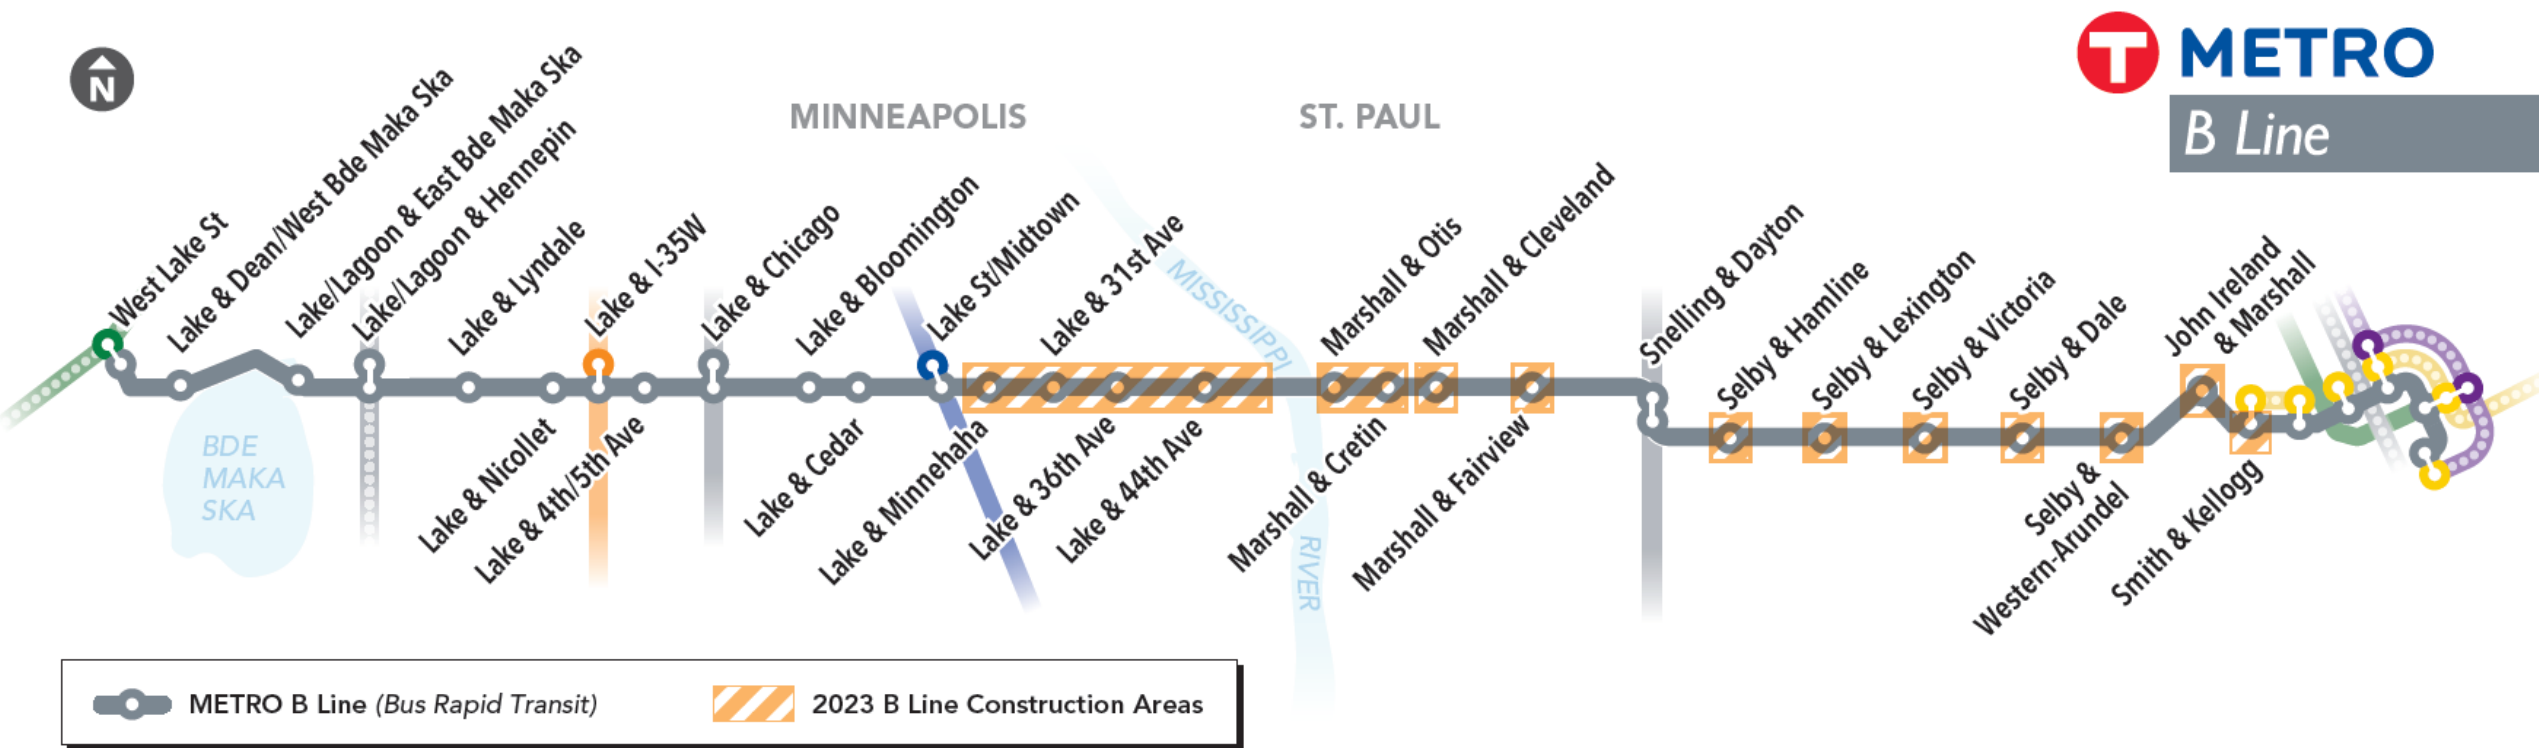 N
T METRO
B Line
MINNEAPOLIS
ST. PAUL
West Lake St
Lake & Dean/West Bde Maka Ska
Lake/Lagoon & East Bde Maka Ska
Lake/Lagoon & Hennepin
Lake & Lyndale
Lake & Nicollet
Lake & I-35W
Lake & 4th/5th Ave
Lake & Chicago
Lake & Bloomington
Lake & Cedar
Lake St/Midtown
Lake & Minnehaha
Lake & 31st Ave
Lake & 36th Ave
Lake & 44th Ave
MISSISSIPPI
RIVER
Marshall & Otis
Marshall & Cretin
Marshall & Cleveland
Marshall & Fairview
Snelling & Dayton
Selby & Hamline
Selby & Lexington
Selby & Victoria
Selby & Dale
Selby &
Western-Arundel
John Ireland
& Marshall
Smith & Kellogg
BDE
MAKA
SKA
METRO B Line (Bus Rapid Transit)
2023 B Line Construction Areas